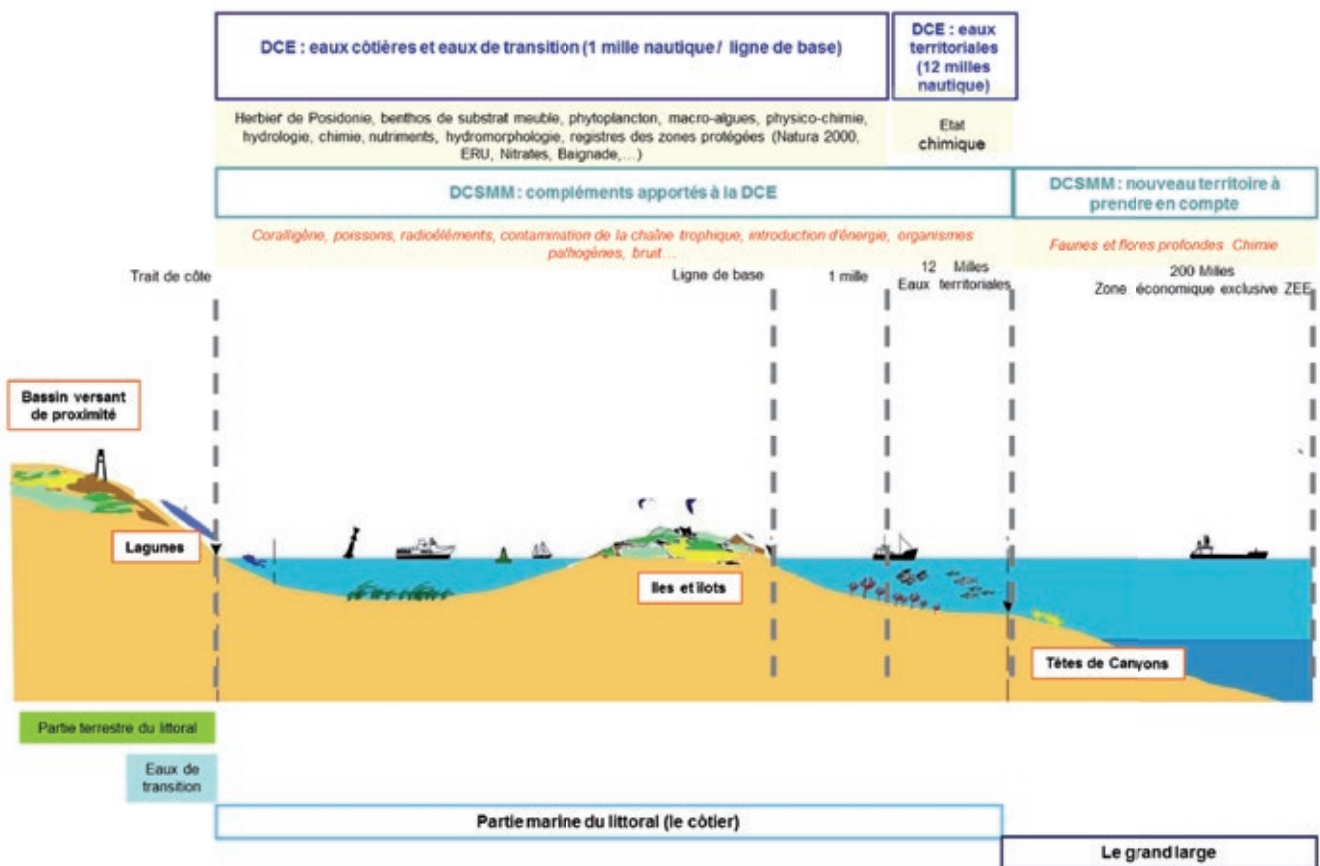 DCE : eaux côtières et eaux de transition (1 mille nautique / ligne de base)
DCE : eaux
territoriales
(12 milles
nautique)
Herbier de Posidonie, benthos de substrat meuble, phytoplancton, macro-algues, physico-chimie,
hydrologie, chimie, nutriments, hydromorphologie, registres des zones protégées (Natura 2000,
ERU, Nitrates, Baignade,…)
Etat
chimique
DCSMM : compléments apportés à la DCE
DCSMM : nouveau territoire à
prendre en compte
Coralligène, poissons, radioéléments, contamination de la chaîne trophique, introduction d'énergie, organismes
pathogènes, bruit…
Faunes et flores profondes Chimie
Trait de côte
Ligne de base
1 mille
12 Milles
Eaux territoriales
200 Milles
Zone économique exclusive ZEE
Bassin versant
de proximité
Lagunes
Iles et îlots
Têtes de Canyons
Partie terrestre du littoral
Eaux de
transition
Partie marine du littoral (le côtier)
Le grand large